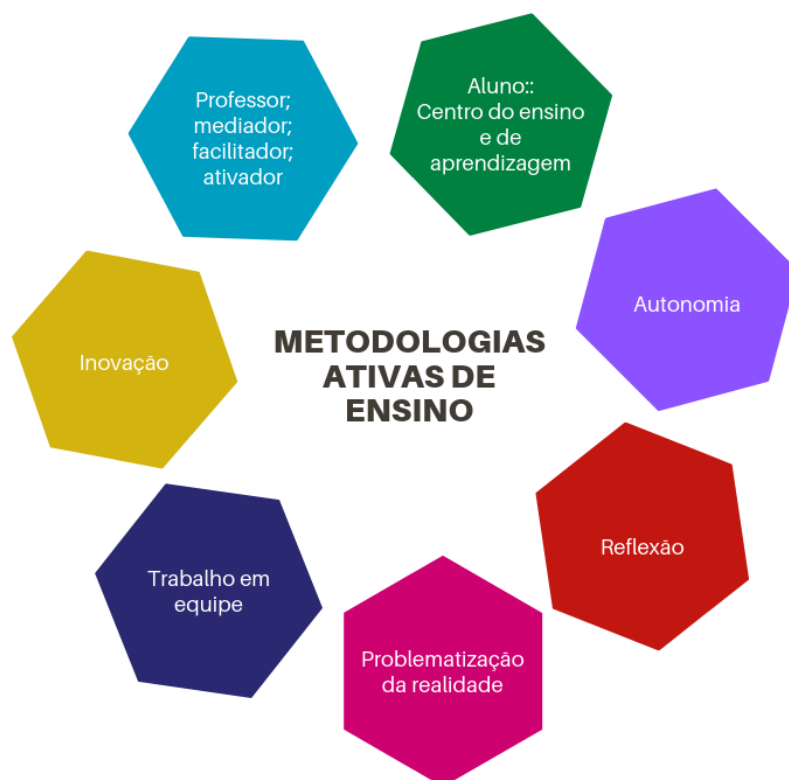 METODOLOGIAS
ATIVAS DE
ENSINO
Professor;
mediador;
facilitador;
ativador
Aluno::
Centro do ensino
e de
aprendizagem
Autonomia
Reflexão
Problematização
da realidade
Trabalho em
equipe
Inovação